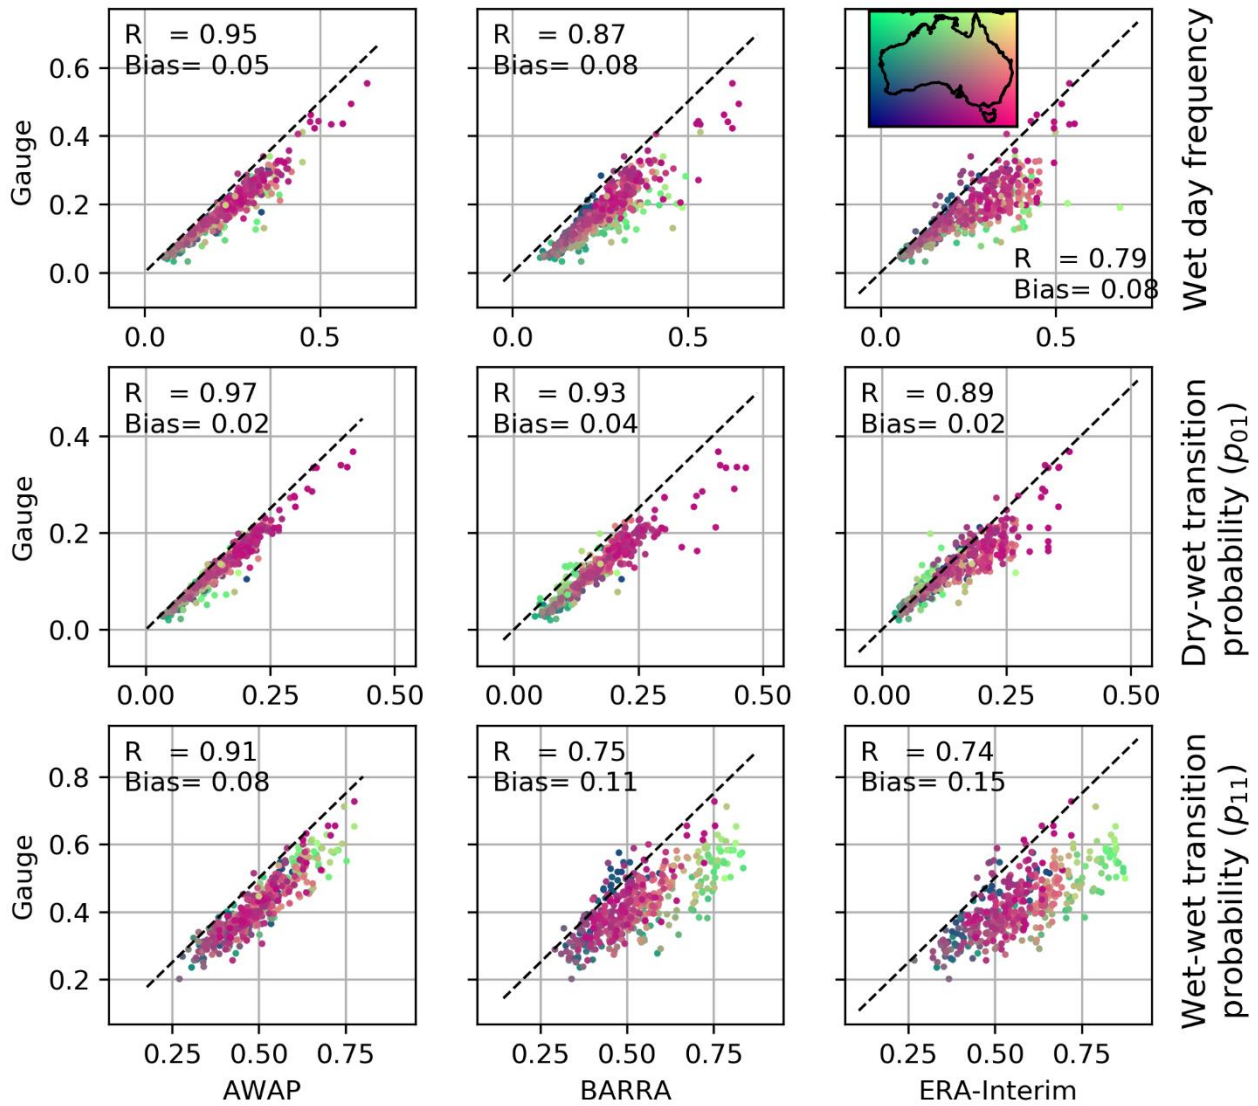 R = 0.95
Bias= 0.05
R = 0.87
Bias= 0.08
R = 0.79
Bias= 0.08
0.6
0.4
0.2
0.0
Gauge
Wet day frequency
0.0 0.5
0.0 0.5
0.0 0.5
R = 0.97
Bias= 0.02
R = 0.93
Bias= 0.04
R = 0.89
Bias= 0.02
0.4
0.2
0.0
Gauge
Dry-wet transition
probability (p01)
0.00 0.25 0.50
0.00 0.25 0.50
0.00 0.25 0.50
R = 0.91
Bias= 0.08
R = 0.75
Bias= 0.11
R = 0.74
Bias= 0.15
0.8
0.6
0.4
0.2
Gauge
Wet-wet transition
probability (p11)
0.25 0.50 0.75
0.25 0.50 0.75
0.25 0.50 0.75
AWAP
BARRA
ERA-Interim